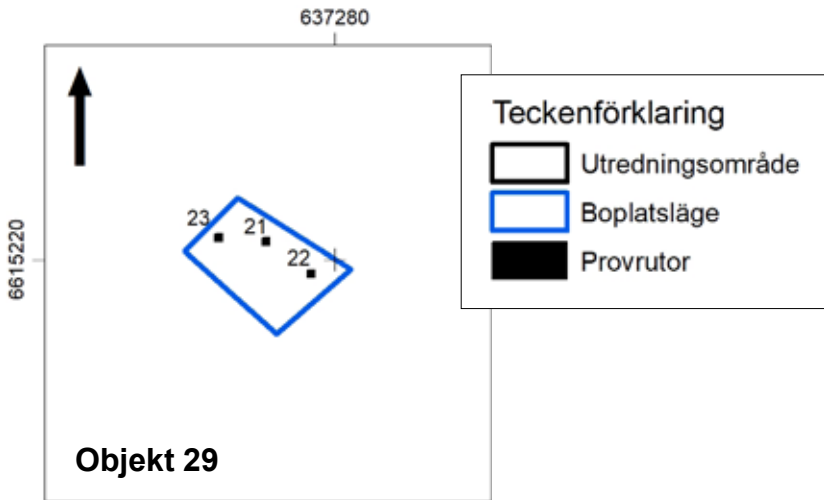 637280
Teckenförklaring
Utredningsområde
Boplatsläge
Provrutor
23
21
22
6615220
Objekt 29